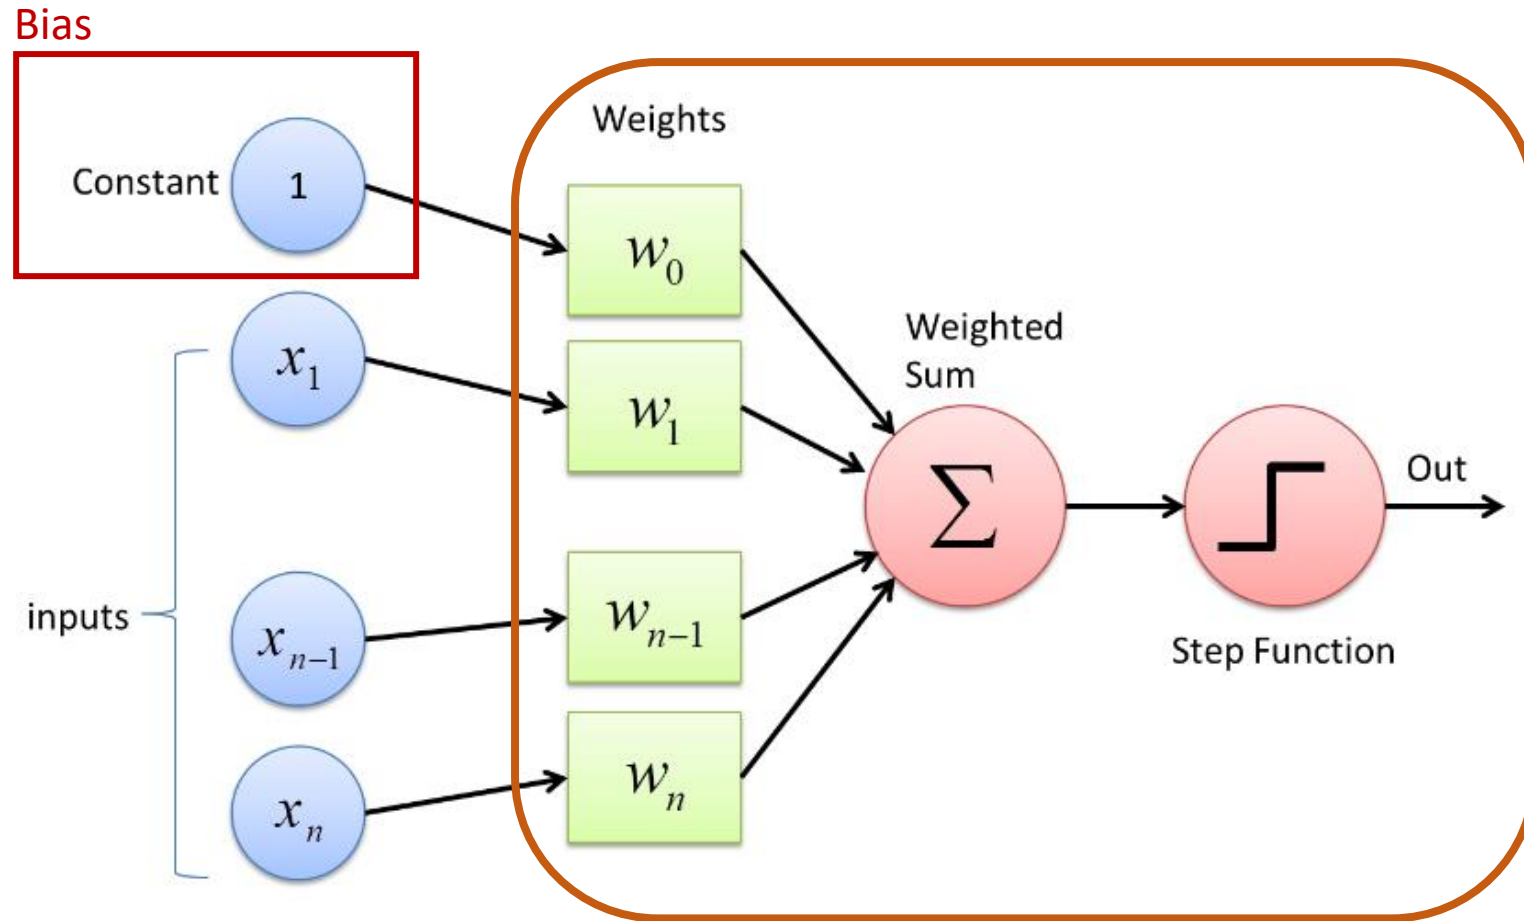 Bias
Weights
Constant
1
w₀
x₁
w₁
Weighted
Sum
Σ
Out
inputs
xₙ₋₁
wₙ₋₁
Step Function
xₙ
wₙ